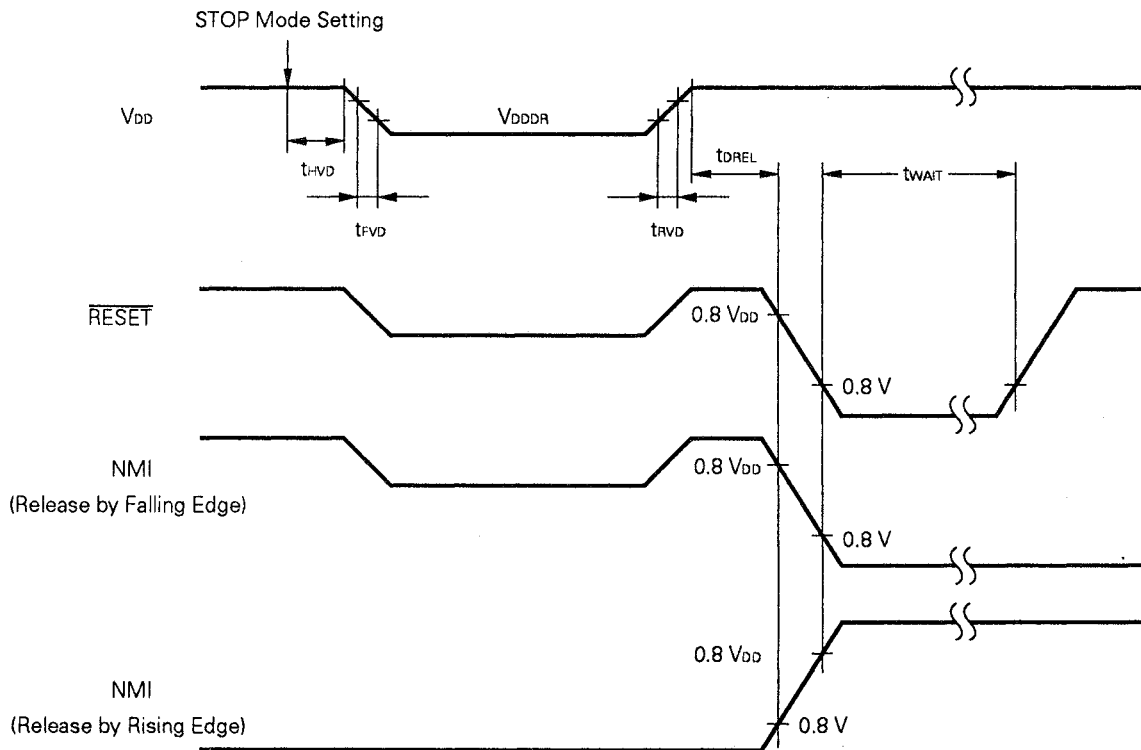 STOP Mode Setting
VDD
VDDDR
tHVD
tFVD
tRVD
tDREL
tWAIT
RESET
0.8 VDD
0.8 V
NMI
(Release by Falling Edge)
0.8 VDD
0.8 V
NMI
(Release by Rising Edge)
0.8 VDD
0.8 V